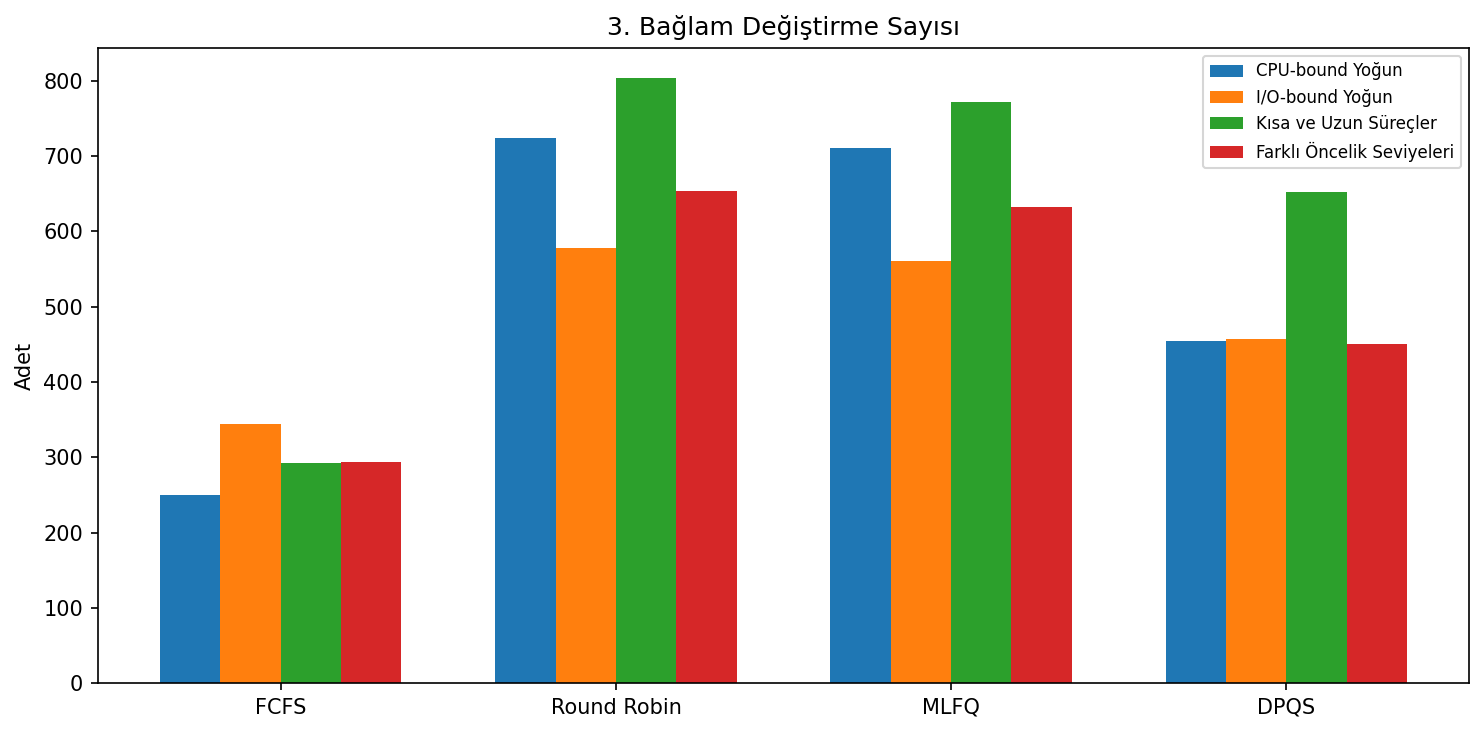 3. Bağlam Değiştirme Sayısı
CPU-bound Yoğun
I/O-bound Yoğun
Kısa ve Uzun Süreçler
Farklı Öncelik Seviyeleri
Adet
800
700
600
500
400
300
200
100
0
FCFS
Round Robin
MLFQ
DPQS